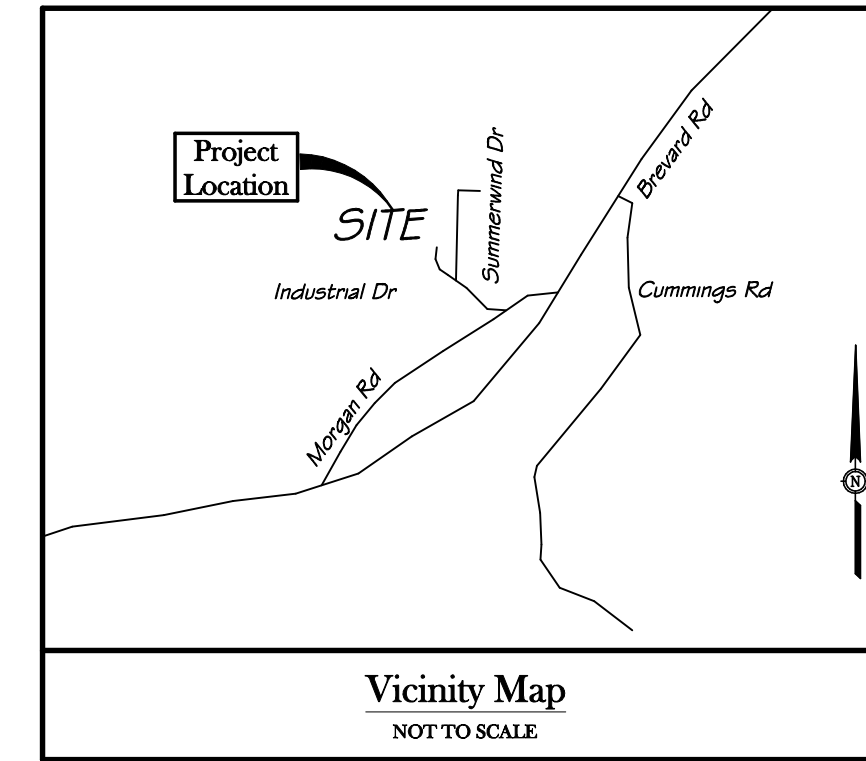 Project
Location
SITE
Summerwind Dr
Brevard Rd
Industrial Dr
Cummings Rd
Morgan Rd
N
Vicinity Map
NOT TO SCALE